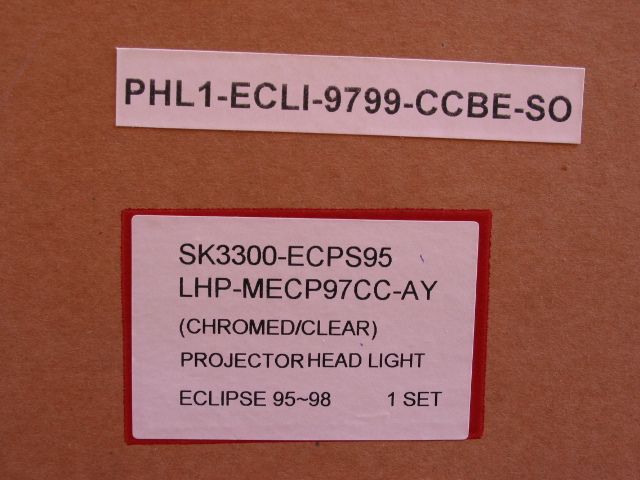 PHL1-ECLI-9799-CCBE-SO
SK3300-ECPS95
LHP-MECP97CC-AY
(CHROMED/CLEAR)
PROJECTOR HEAD LIGHT
ECLIPSE 95~98 1 SET